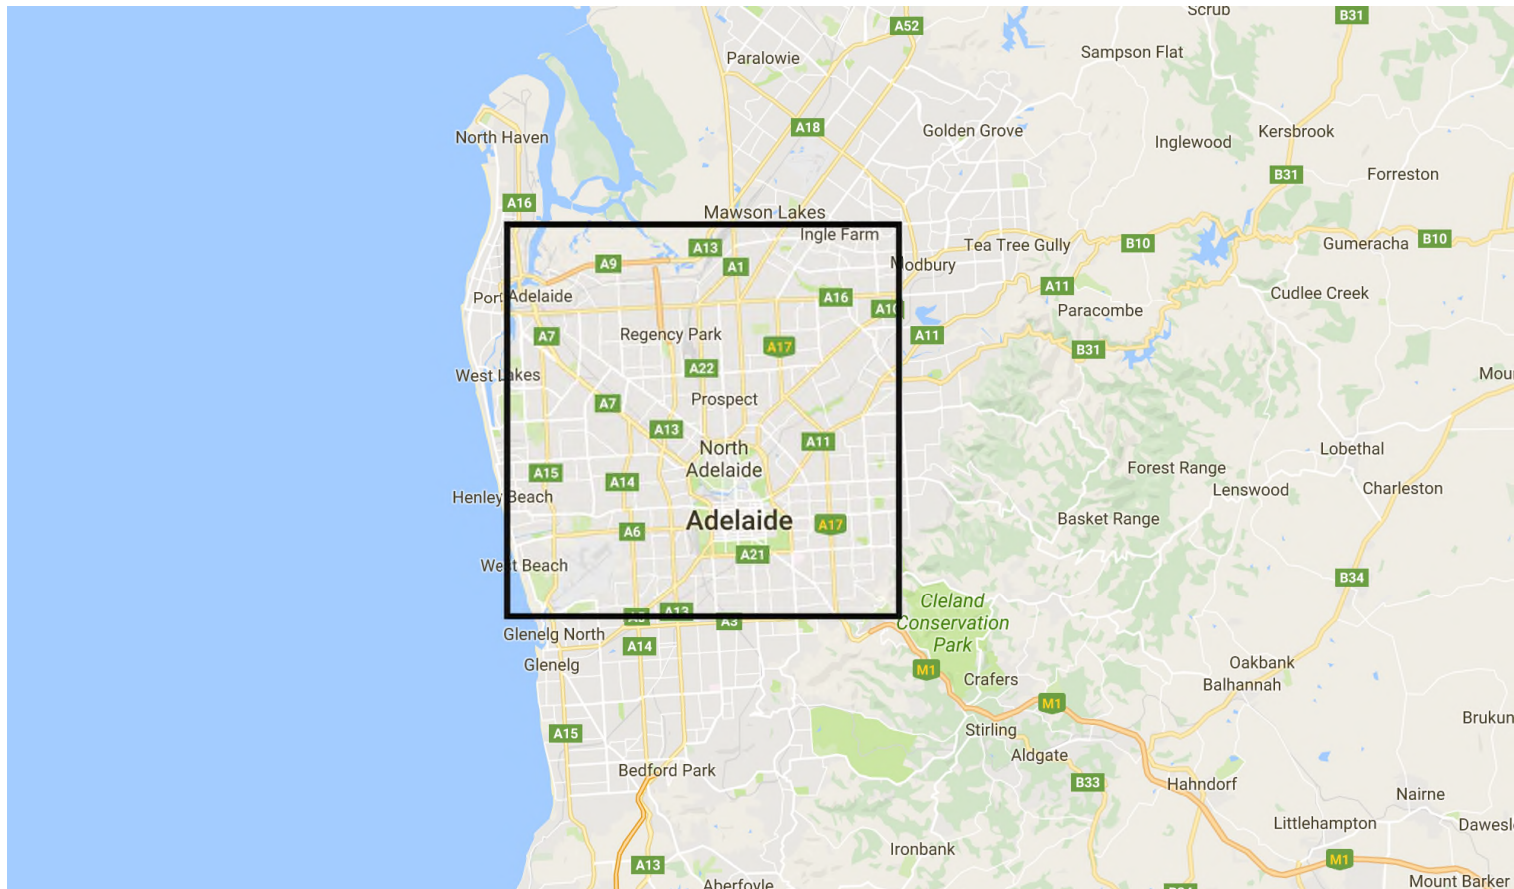 Scrub
B31
A52
Paralowie
Sampson Flat
A18
Golden Grove
North Haven
Inglewood
Kersbrook
B31
Forreston
A16
Mawson Lakes
Ingle Farm
A13
Tea Tree Gully
B10
Gumeracha
B10
A9
A1
Modbury
Port Adelaide
A16
A11
Cudlee Creek
A10
Paracombe
A7
Regency Park
A17
A11
B31
West Lakes
A22
Mou
A7
Prospect
A13
A11
North
Adelaide
Lobethal
A15
A14
Forest Range
Lenswood
Charleston
Henley Beach
Adelaide
A17
Basket Range
A6
A21
West Beach
B34
Cleland
Conservation
Park
A13
A3
Glenelg North
A14
Glenelg
M1
Crafers
Oakbank
Balhannah
M1
A15
Stirling
Brukun
Aldgate
Bedford Park
B33
Hahndorf
Nairne
Littlehampton
Dawesl
Ironbank
A13
M1
Aberfoyle
Mount Barker